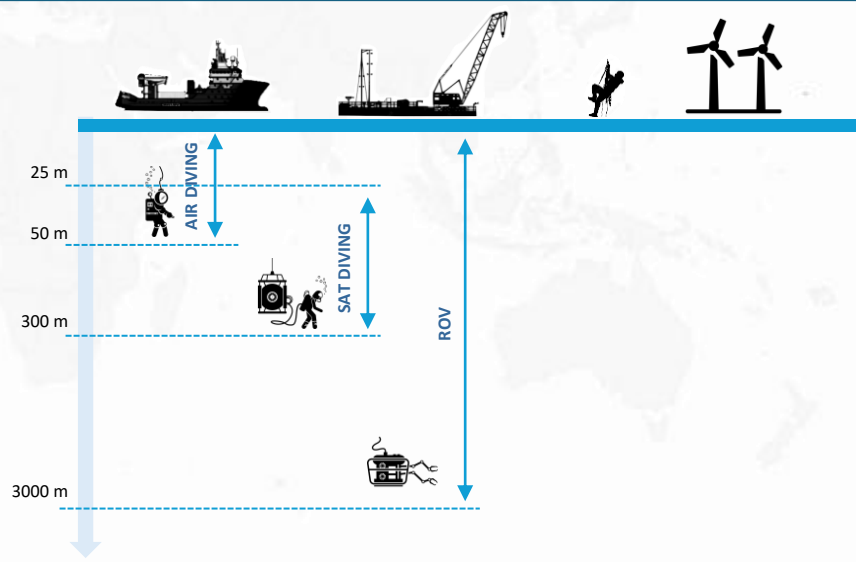 25 m
AIR DIVING
50 m
SAT DIVING
300 m
ROV
3000 m